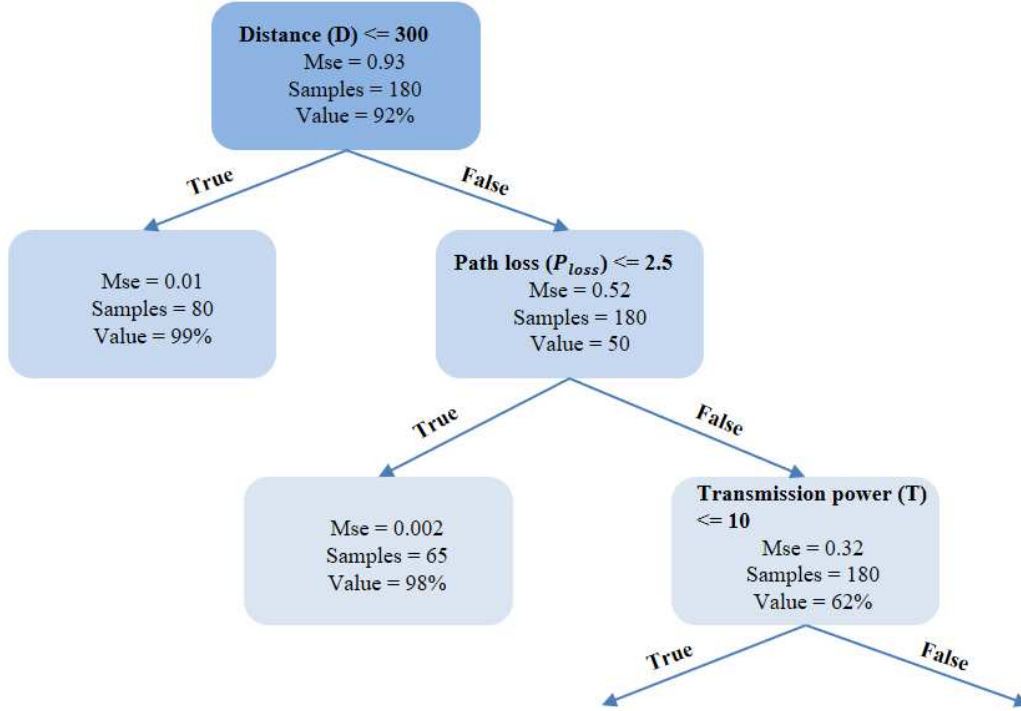 Distance (D) <= 300
Mse = 0.93
Samples = 180
Value = 92%
True
False
Mse = 0.01
Samples = 80
Value = 99%
Path loss (P_loss) <= 2.5
Mse = 0.52
Samples = 180
Value = 50
True
False
Mse = 0.002
Samples = 65
Value = 98%
Transmission power (T)
<= 10
Mse = 0.32
Samples = 180
Value = 62%
True
False